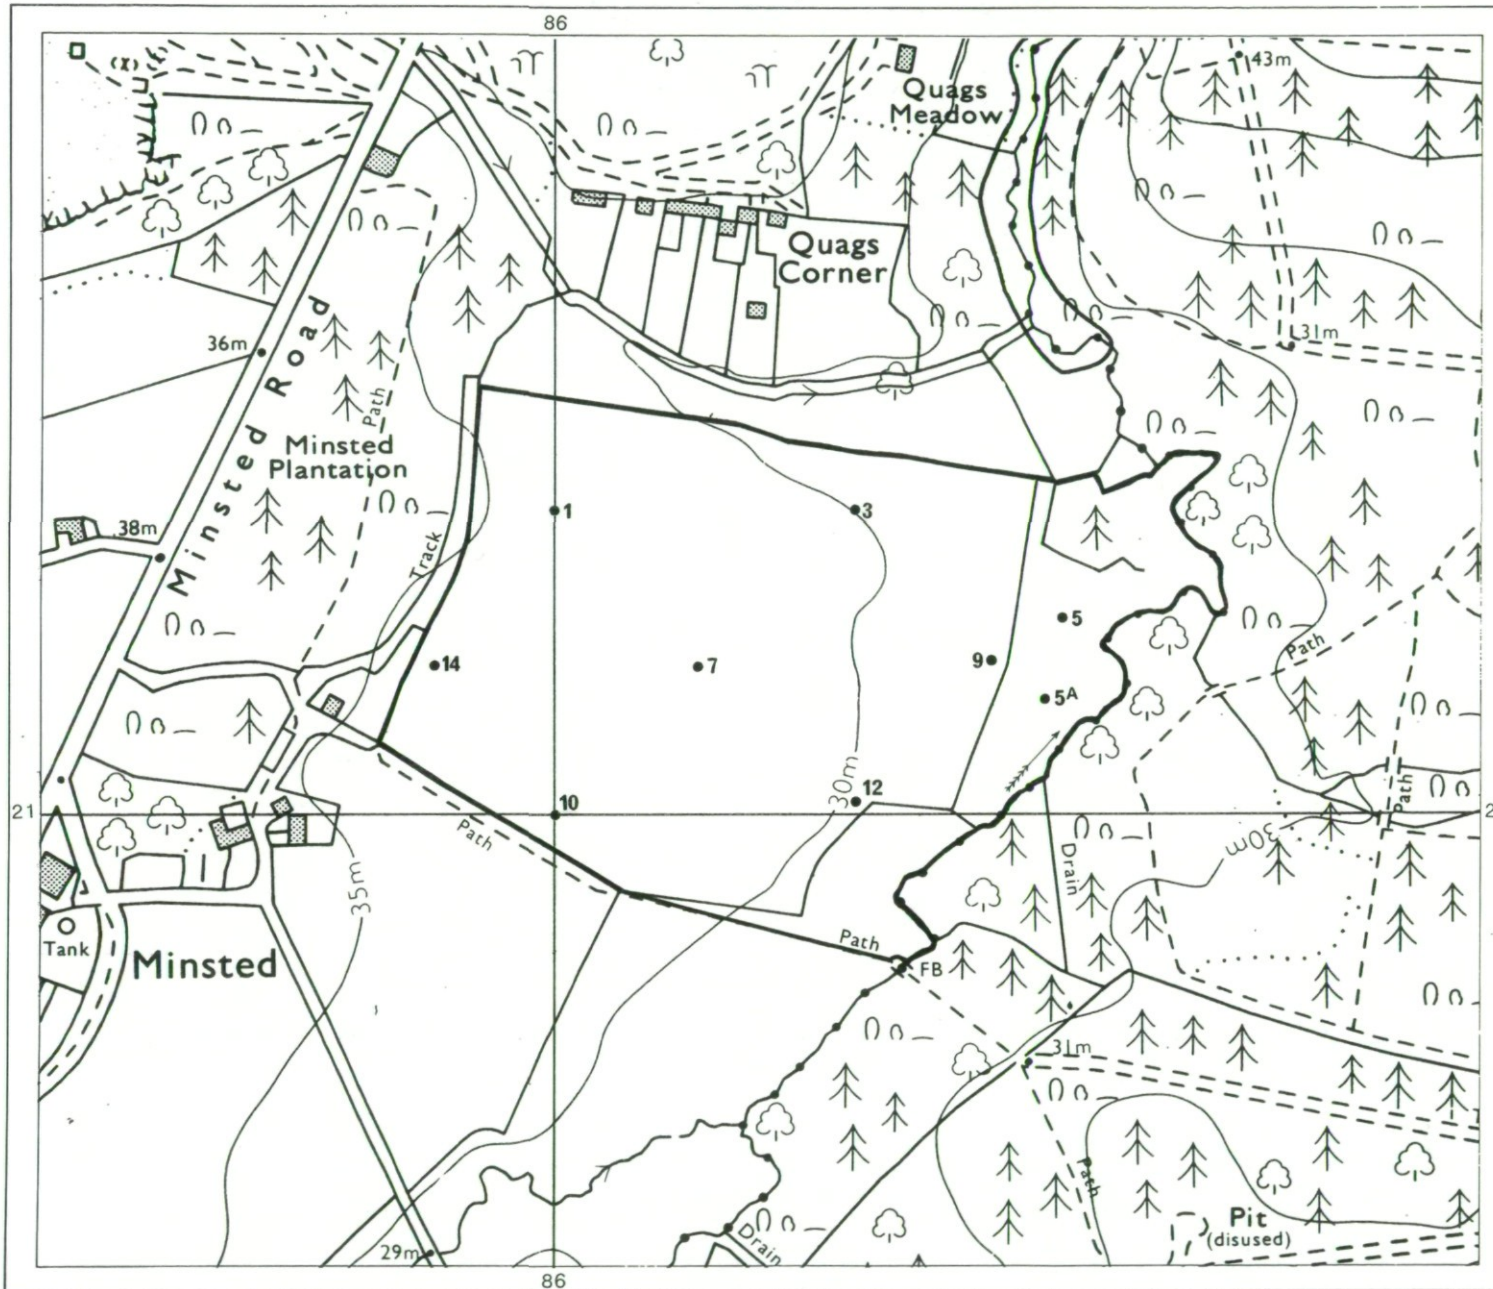 86
(x)
43m
Quags
Meadow
Quags
Corner
36m
31m
Minsted Road
Path
Minsted
Plantation
1
3
38m
Track
5
Path
14
7
9
5A
30m
12
Path
21
10
2
Path
Drain
30m
35m
Path
FB
Tank
Minsted
31m
Path
Pit
(disused)
29m
Drain
86